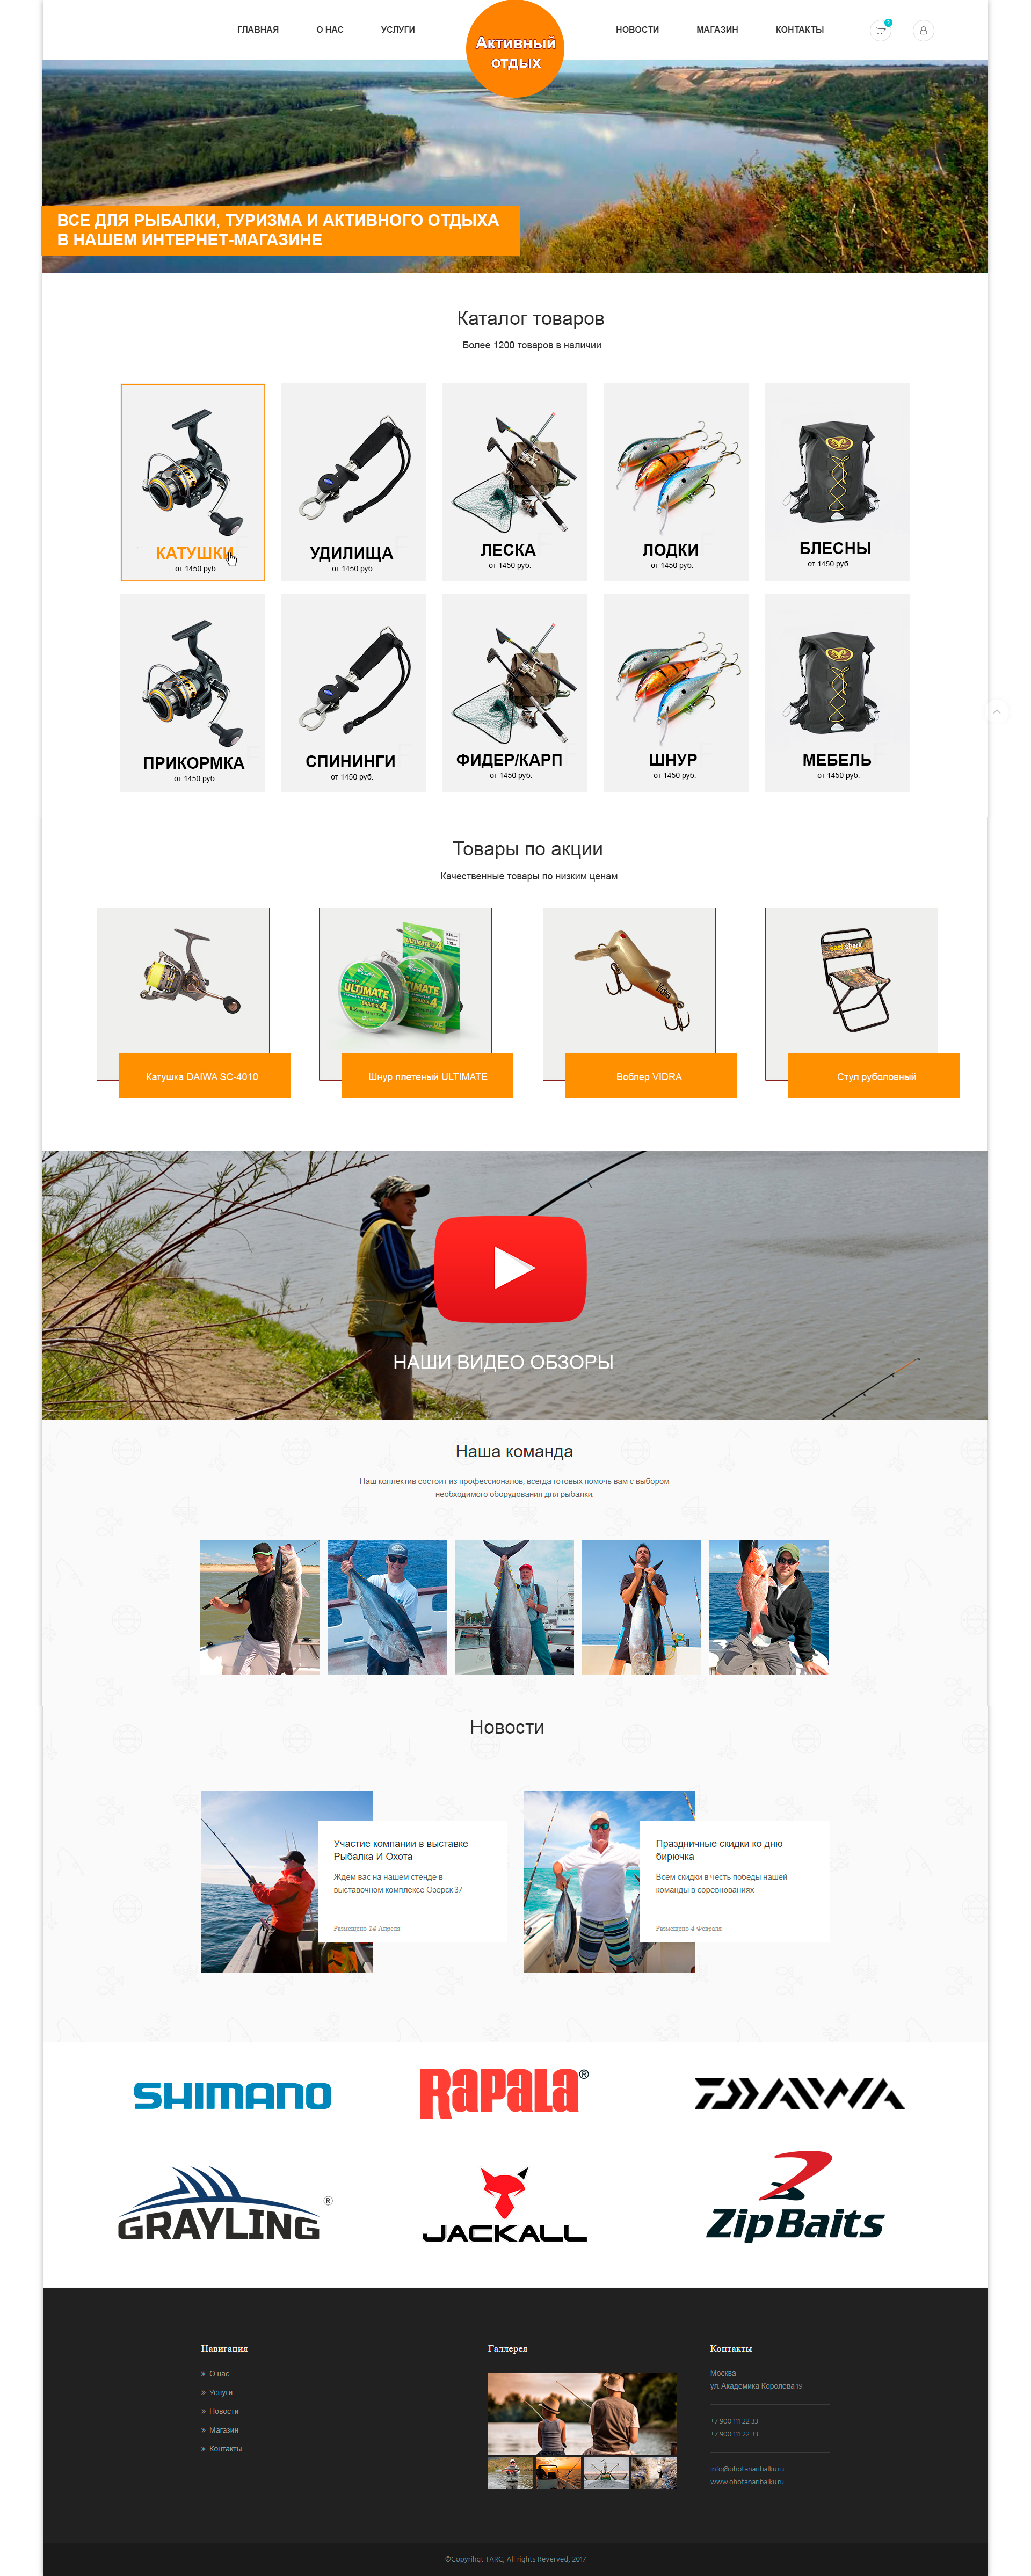 ГЛАВНАЯ О НАС УСЛУГИ
Активный
отдых
НОВОСТИ МАГАЗИН КОНТАКТЫ
2
ВСЕ ДЛЯ РЫБАЛКИ, ТУРИЗМА И АКТИВНОГО ОТДЫХА
В НАШЕМ ИНТЕРНЕТ-МАГАЗИНЕ
Каталог товаров
Более 1200 товаров в наличии
КАТУШКИ
от 1450 руб.
УДИЛИЩА
от 1450 руб.
ЛЕСКА
от 1450 руб.
ЛОДКИ
от 1450 руб.
БЛЕСНЫ
от 1450 руб.
ПРИКОРМКА
от 1450 руб.
СПИНИНГИ
от 1450 руб.
ФИДЕР/КАРП
от 1450 руб.
ШНУР
от 1450 руб.
МЕБЕЛЬ
от 1450 руб.
Товары по акции
Качественные товары по низким ценам
ULTIMATE
BRAID X 4
Катушка DAIWA SC-4010
Шнур плетеный ULTIMATE
Воблер VIDRA
Стул руболовный
НАШИ ВИДЕО ОБЗОРЫ
Наша команда
Наш коллектив состоит из профессионалов, всегда готовых помочь вам с выбором
необходимого оборудования для рыбалки.
Новости
Участие компании в выставке
Рыбалка И Охота
Ждем вас на нашем стенде в
выставочном комплексе Озерск 37
Размещено 14 Апреля
Праздничные скидки ко дню
бирючка
Всем скидки в честь победы нашей
команды в соревнованиях
Размещено 4 Февраля
SHIMANO
RAPALA®
DAIWA
GRAYLING ®
JACKALL
ZipBaits
Навигация
» О нас
» Услуги
» Новости
» Магазин
» Контакты
Галлерея
Контакты
Москва
ул. Академика Королева 19
+7 900 111 22 33
+7 900 111 22 33
info@ohotananbalku.ru
www.ohotananbalku.ru
©Copyrihgt TARC, All rights Reverved, 2017